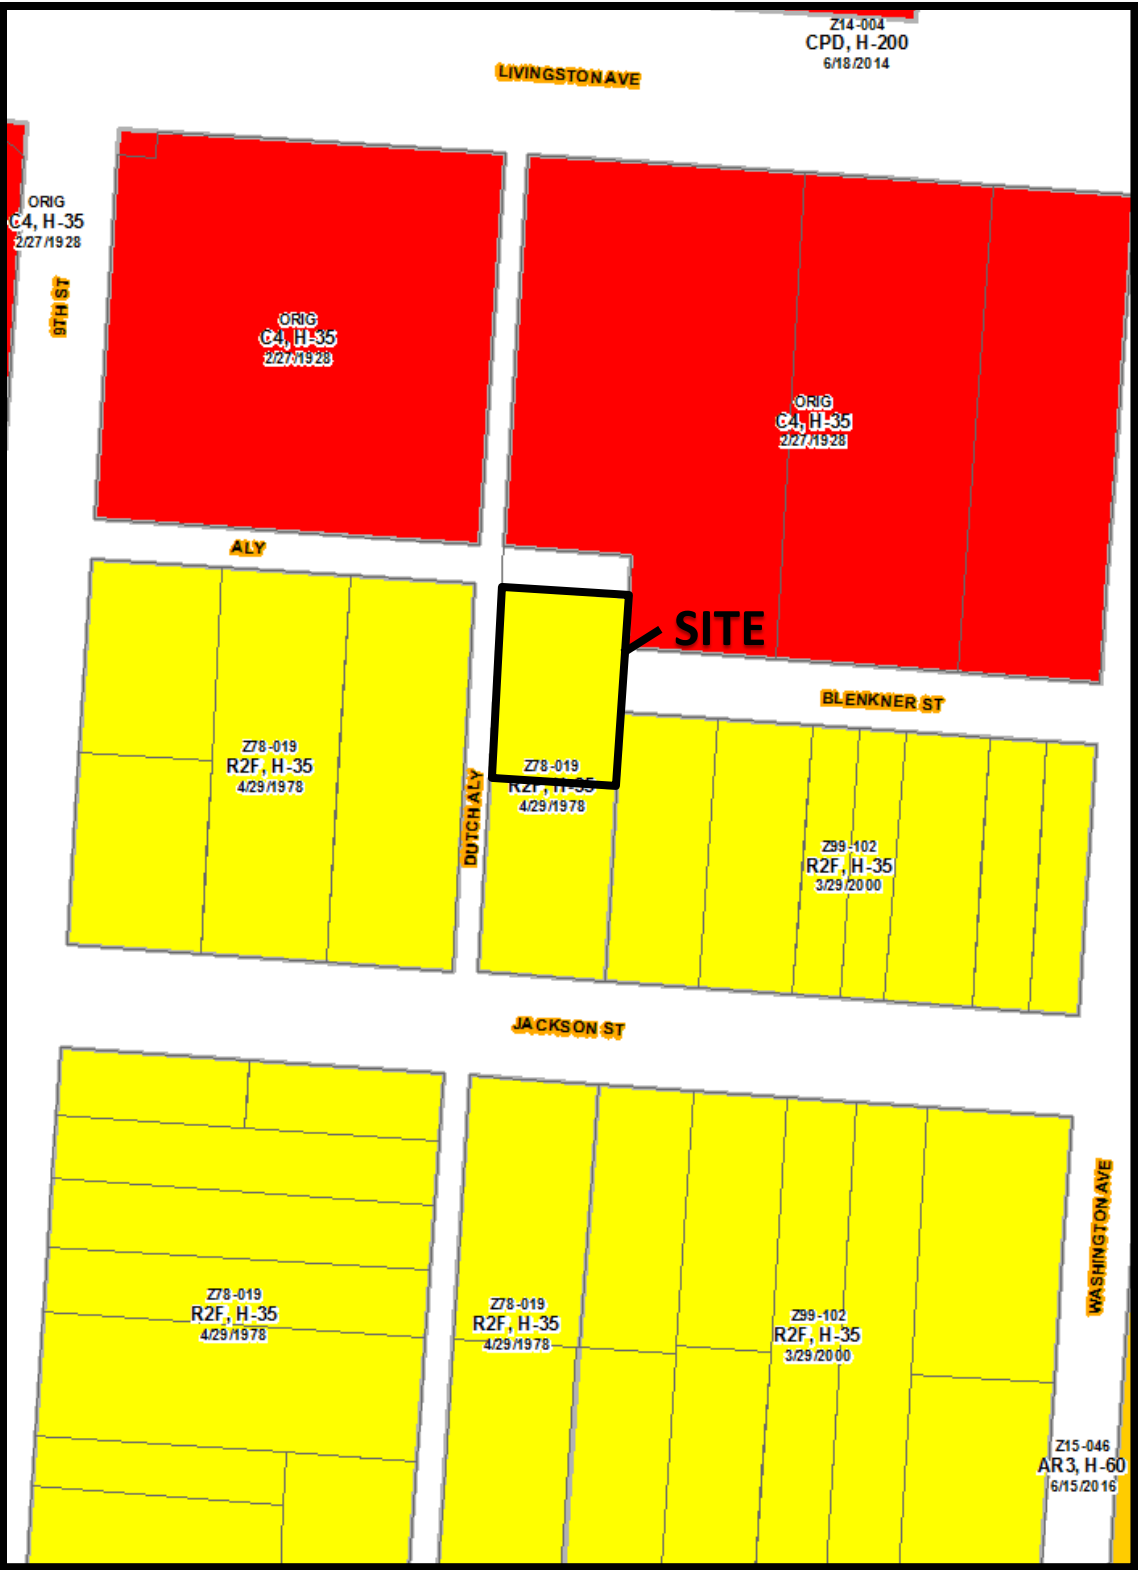 Z14-004
CPD, H-200
6/18/2014
LIVINGSTON AVE
ORIG
C4, H-35
2/27/1928
9TH ST
ORIG
C4, H-35
2/27/1928
ORIG
C4, H-35
2/27/1928
ALY
SITE
BLENKNER ST
Z78-019
R2F, H-35
4/29/1978
DUTCH ALY
Z78-019
R2F, H-35
4/29/1978
Z99-102
R2F, H-35
3/29/2000
JACKSON ST
WASHINGTON AVE
Z78-019
R2F, H-35
4/29/1978
Z78-019
R2F, H-35
4/29/1978
Z99-102
R2F, H-35
3/29/2000
Z15-046
AR3, H-60
6/15/2016